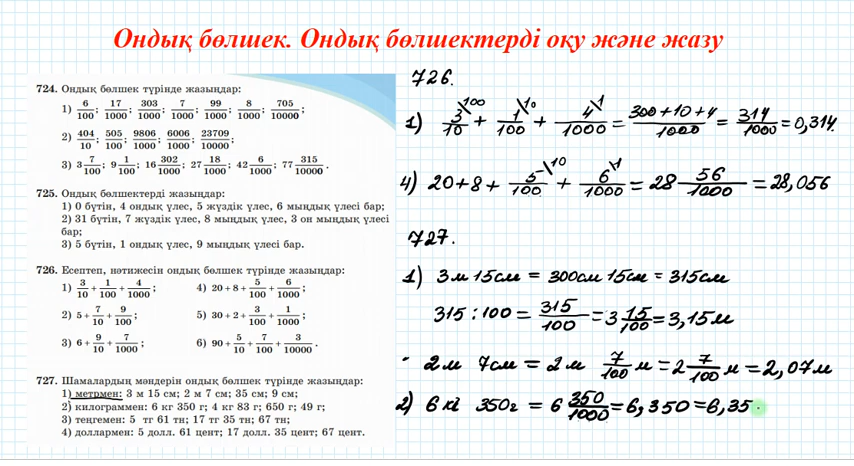 Ондық бөлшек. Ондық бөлшектерді оқу және жазу
724. Ондық бөлшек түрінде жазыңдар:
1) 6/100; 17/1000; 303/1000; 7/100; 99/1000; 8/1000; 705/10000;
2) 404/10; 505/100; 9806/1000; 6006/1000; 23709/10000;
3) 3 7/100; 9 1/100; 16 302/1000; 27 18/1000; 42 6/1000; 77 315/10000.
725. Ондық бөлшектерді жазыңдар:
1) 0 бүтін, 4 ондық үлес, 5 жүздік үлес, 6 мыңдық үлесі бар;
2) 31 бүтін, 7 жүздік үлес, 8 мыңдық үлес, 3 он мыңдық үлесі
бар;
3) 5 бүтін, 1 ондық үлес, 9 мыңдық үлесі бар.
726. Есептеп, нәтижесін ондық бөлшек түрінде жазыңдар:
1) 3/10 + 1/100 + 4/1000; 4) 20 + 8 + 5/100 + 6/1000;
2) 5 + 7/10 + 9/100; 5) 30 + 2 + 3/100 + 1/1000;
3) 6 + 9/10 + 7/1000; 6) 90 + 5/10 + 7/100 + 3/10000.
727. Шамалардың мәндерін ондық бөлшек түрінде жазыңдар:
1) метрмен: 3 м 15 см; 2 м 7 см; 35 см; 9 см;
2) килограммен: 6 кг 350 г; 4 кг 83 г; 650 г; 49 г;
3) теңгемен: 5 тг 61 тн; 17 тг 35 тн; 67 тн;
4) доллармен: 5 долл. 61 цент; 17 долл. 35 цент; 67 цент.
726.
1) 3/10 \100 + 1/100 \10 + 4/1000 \1 = 300+10+4/1000 = 314/1000 = 0,314.
4) 20+8+ 5/100 \10 + 6/1000 \1 = 28 56/1000 = 28,056
727.
1) 3м 15см = 300см 15см = 315см
315 : 100 = 315/100 = 3 15/100 = 3,15м
2м 7см = 2м 7/100 м = 2 7/100 м = 2,07м
2) 6 кг 350г = 6 350/1000 = 6,350 = 6,35